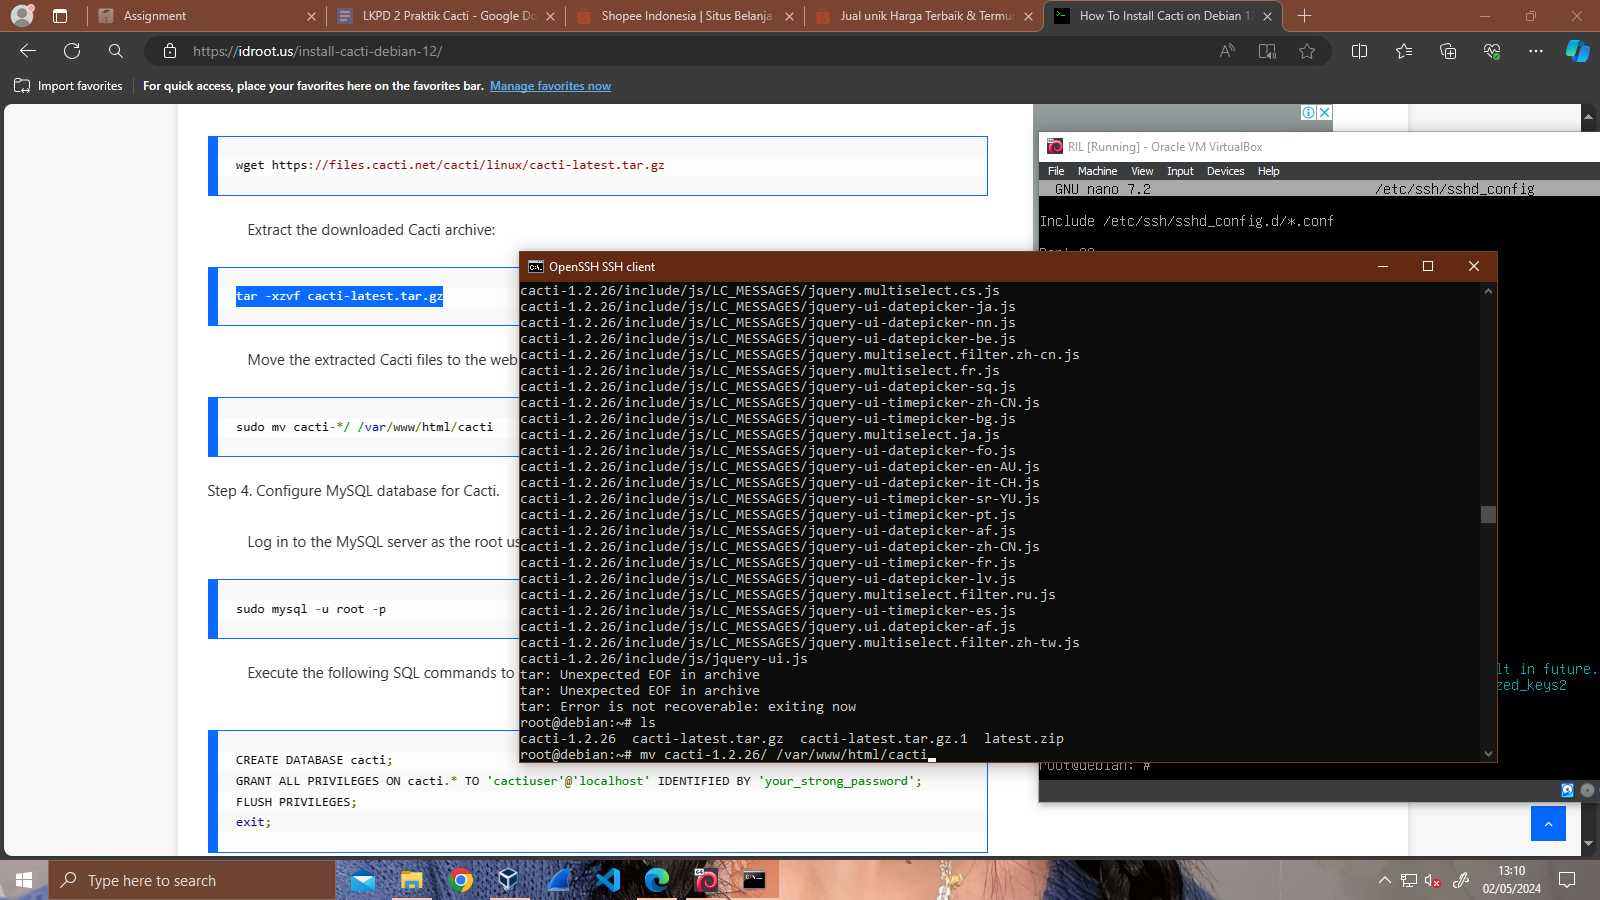 Assignment
LKPD 2 Praktik Cacti - Google Do
Shopee Indonesia | Situs Belanja
Jual unik Harga Terbaik & Termur
How To Install Cacti on Debian 12
https://idroot.us/install-cacti-debian-12/
Import favorites
For quick access, place your favorites here on the favorites bar. Manage favorites now
wget https://files.cacti.net/cacti/linux/cacti-latest.tar.gz
Extract the downloaded Cacti archive:
tar -xzvf cacti-latest.tar.gz
Move the extracted Cacti files to the web
sudo mv cacti-*/ /var/www/html/cacti
Step 4. Configure MySQL database for Cacti.
Log in to the MySQL server as the root us
sudo mysql -u root -p
Execute the following SQL commands to
CREATE DATABASE cacti;
GRANT ALL PRIVILEGES ON cacti.* TO 'cactiuser'@'localhost' IDENTIFIED BY 'your_strong_password';
FLUSH PRIVILEGES;
exit;
RIL [Running] - Oracle VM VirtualBox
File Machine View Input Devices Help
GNU nano 7.2 /etc/ssh/sshd_config
Include /etc/ssh/sshd_config.d/*.conf
lt in future.
zed_keys2
root@debian:~#
OpenSSH SSH client
cacti-1.2.26/include/js/LC_MESSAGES/jquery.multiselect.cs.js
cacti-1.2.26/include/js/LC_MESSAGES/jquery-ui-datepicker-ja.js
cacti-1.2.26/include/js/LC_MESSAGES/jquery-ui-datepicker-nn.js
cacti-1.2.26/include/js/LC_MESSAGES/jquery-ui-datepicker-be.js
cacti-1.2.26/include/js/LC_MESSAGES/jquery.multiselect.filter.zh-cn.js
cacti-1.2.26/include/js/LC_MESSAGES/jquery.multiselect.fr.js
cacti-1.2.26/include/js/LC_MESSAGES/jquery-ui-datepicker-sq.js
cacti-1.2.26/include/js/LC_MESSAGES/jquery-ui-timepicker-zh-CN.js
cacti-1.2.26/include/js/LC_MESSAGES/jquery-ui-timepicker-bg.js
cacti-1.2.26/include/js/LC_MESSAGES/jquery.multiselect.ja.js
cacti-1.2.26/include/js/LC_MESSAGES/jquery-ui-datepicker-fo.js
cacti-1.2.26/include/js/LC_MESSAGES/jquery-ui-datepicker-en-AU.js
cacti-1.2.26/include/js/LC_MESSAGES/jquery-ui-datepicker-it-CH.js
cacti-1.2.26/include/js/LC_MESSAGES/jquery-ui-timepicker-sr-YU.js
cacti-1.2.26/include/js/LC_MESSAGES/jquery-ui-timepicker-pt.js
cacti-1.2.26/include/js/LC_MESSAGES/jquery-ui-datepicker-af.js
cacti-1.2.26/include/js/LC_MESSAGES/jquery-ui-datepicker-zh-CN.js
cacti-1.2.26/include/js/LC_MESSAGES/jquery-ui-timepicker-fr.js
cacti-1.2.26/include/js/LC_MESSAGES/jquery-ui-datepicker-lv.js
cacti-1.2.26/include/js/LC_MESSAGES/jquery.multiselect.filter.ru.js
cacti-1.2.26/include/js/LC_MESSAGES/jquery-ui-timepicker-es.js
cacti-1.2.26/include/js/LC_MESSAGES/jquery.ui.datepicker-af.js
cacti-1.2.26/include/js/LC_MESSAGES/jquery.multiselect.filter.zh-tw.js
cacti-1.2.26/include/js/jquery-ui.js
tar: Unexpected EOF in archive
tar: Unexpected EOF in archive
tar: Error is not recoverable: exiting now
root@debian:~# ls
cacti-1.2.26 cacti-latest.tar.gz cacti-latest.tar.gz.1 latest.zip
root@debian:~# mv cacti-1.2.26/ /var/www/html/cacti
Type here to search
13:10
02/05/2024